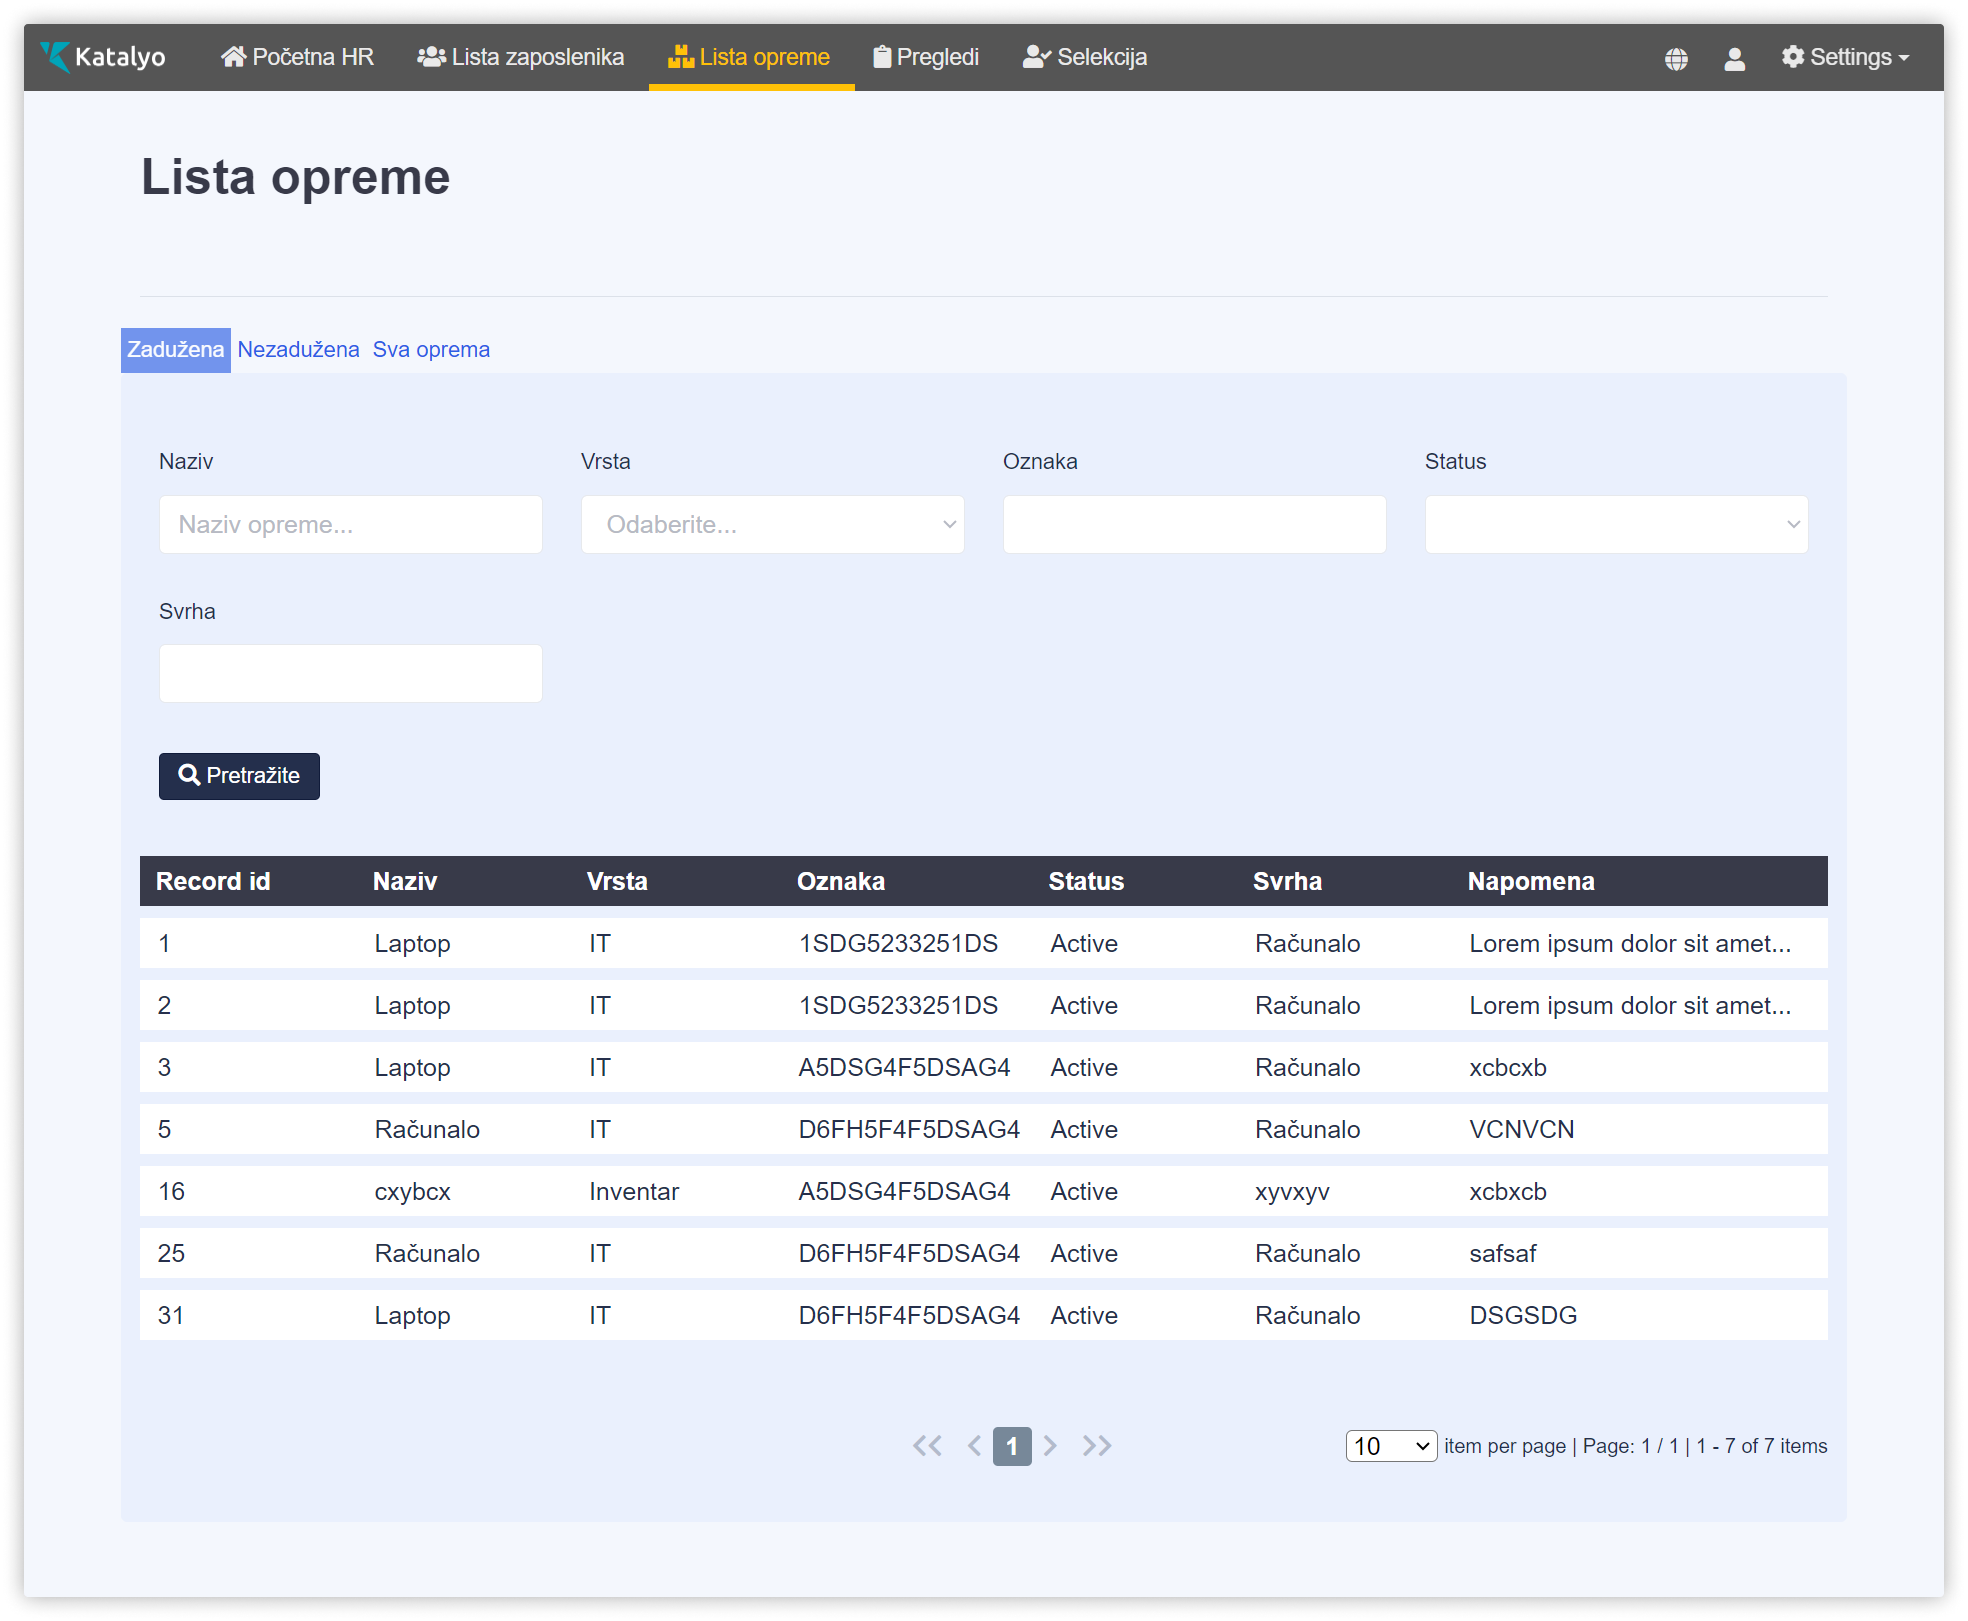 Katalyo Početna HR Lista zaposlenika Lista opreme Pregledi Selekcija Settings
Lista opreme
Zadužena Nezadužena Sva oprema
Naziv Vrsta Oznaka Status
Naziv opreme... Odaberite...
Svrha
Pretražite
Record id Naziv Vrsta Oznaka Status Svrha Napomena
1 Laptop IT 1SDG5233251DS Active Računalo Lorem ipsum dolor sit amet...
2 Laptop IT 1SDG5233251DS Active Računalo Lorem ipsum dolor sit amet...
3 Laptop IT A5DSG4F5DSAG4 Active Računalo xcbcxb
5 Računalo IT D6FH5F4F5DSAG4 Active Računalo VCNVCN
16 cxybcx Inventar A5DSG4F5DSAG4 Active xyvxyv xcbxcb
25 Računalo IT D6FH5F4F5DSAG4 Active Računalo safsaf
31 Laptop IT D6FH5F4F5DSAG4 Active Računalo DSGSDG
1 10 item per page | Page: 1 / 1 | 1 - 7 of 7 items